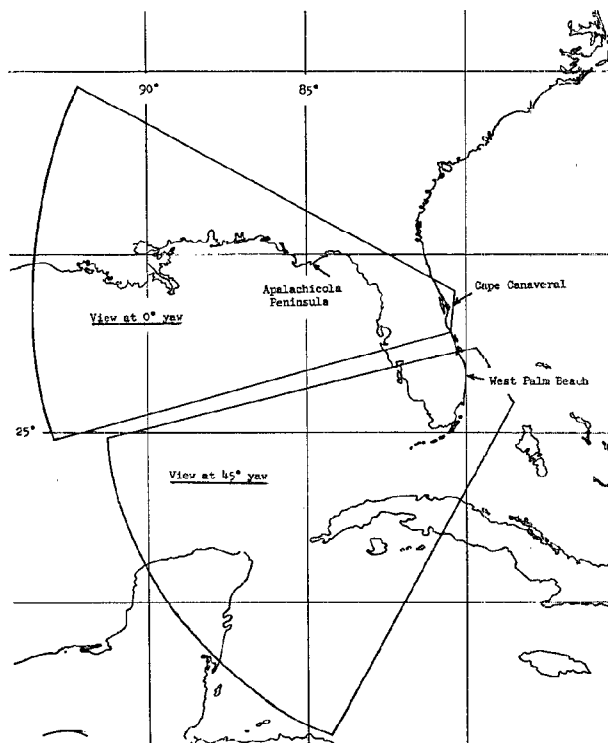 90°
85°
Cape Canaveral
Apalachicola
Peninsula
View at 0° yaw
West Palm Beach
25°
View at 45° yaw